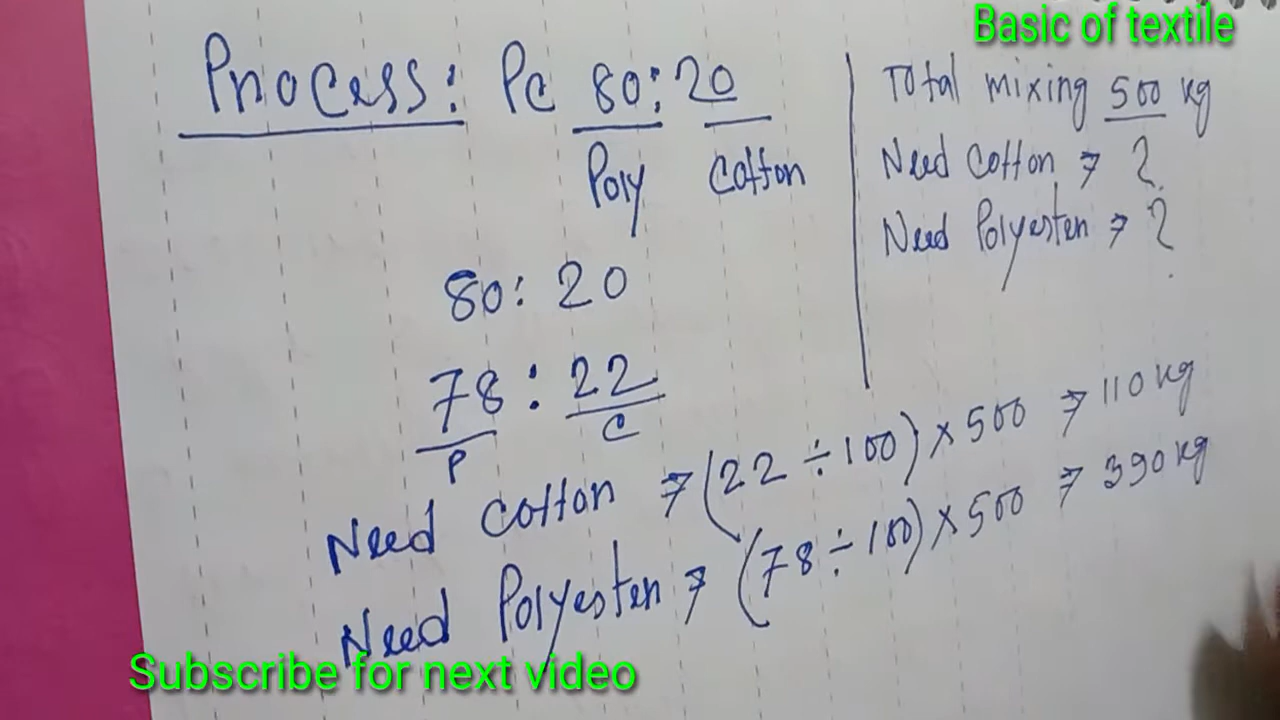 Basic of textile
Process: PC 80:20
Poly Cotton
Total mixing 500 kg
Need Cotton ⇒ ?
Need Polyester ⇒ ?
80:20
78:22
P C
Need Cotton ⇒ (22 ÷ 100) × 500 ⇒ 110 kg
Need Polyester ⇒ (78 ÷ 100) × 500 ⇒ 390 kg
Subscribe for next video